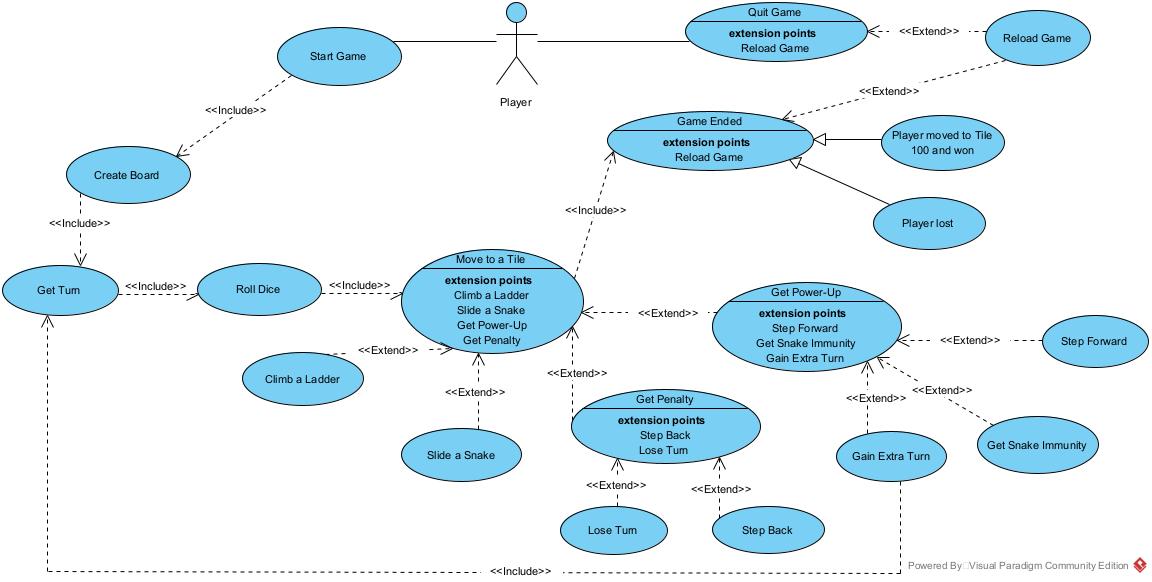 Quit Game
extension points
Reload Game
<<Extend>>
Reload Game
Start Game
Player
<<Include>>
<<Extend>>
Game Ended
extension points
Reload Game
Player moved to Tile
100 and won
Create Board
<<Include>>
<<Include>>
Player lost
Move to a Tile
extension points
Climb a Ladder
Slide a Snake
Get Power-Up
Get Penalty
Get Turn
<<Include>>
Roll Dice
<<Include>>
Get Power-Up
extension points
Step Forward
Get Snake Immunity
Gain Extra Turn
<<Extend>>
<<Extend>>
Step Forward
<<Extend>>
Climb a Ladder
<<Extend>>
<<Extend>>
<<Extend>>
<<Extend>>
Get Penalty
extension points
Step Back
Lose Turn
Slide a Snake
Gain Extra Turn
Get Snake Immunity
<<Extend>>
<<Extend>>
Lose Turn
Step Back
<<Include>>
Powered By Visual Paradigm Community Edition